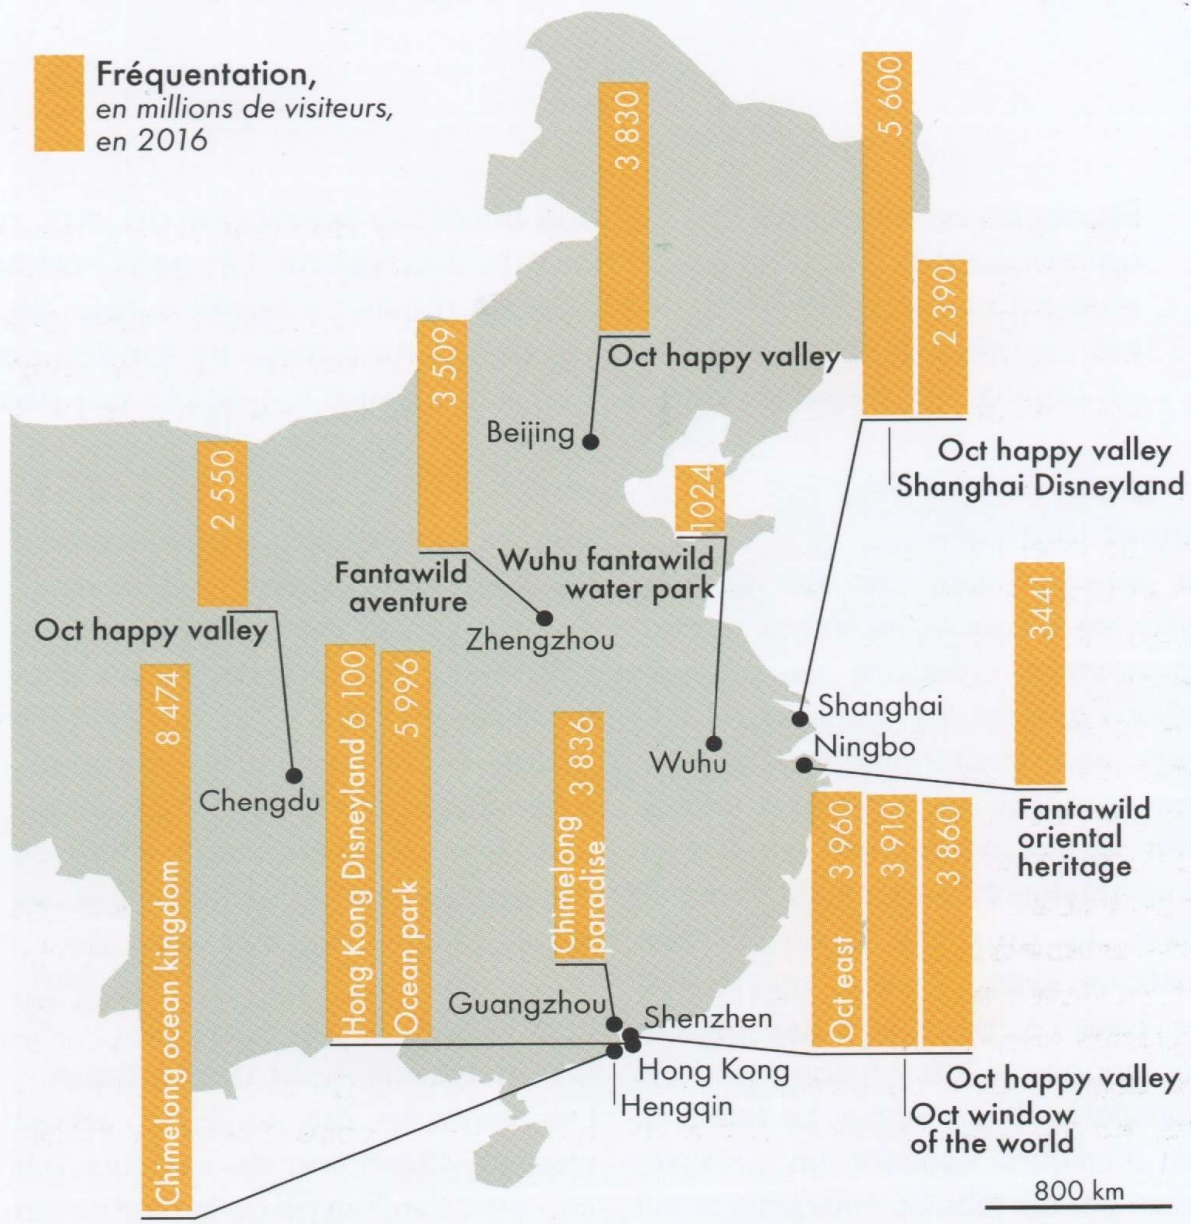 Fréquentation,
en millions de visiteurs,
en 2016
3 830
Oct happy valley
Beijing
5 600
2 390
Oct happy valley
Shanghai Disneyland
3 509
Fantawild
aventure
Zhengzhou
1024
Wuhu fantawild
water park
Wuhu
2 550
Oct happy valley
Chengdu
3441
Shanghai
Ningbo
Fantawild
oriental
heritage
Chimelong ocean kingdom 8 474
Hong Kong Disneyland 6 100
Ocean park 5 996
Chimelong
paradise 3 836
Guangzhou
Shenzhen
Hong Kong
Hengqin
Oct east 3 960
3 910
3 860
Oct happy valley
Oct window
of the world
800 km